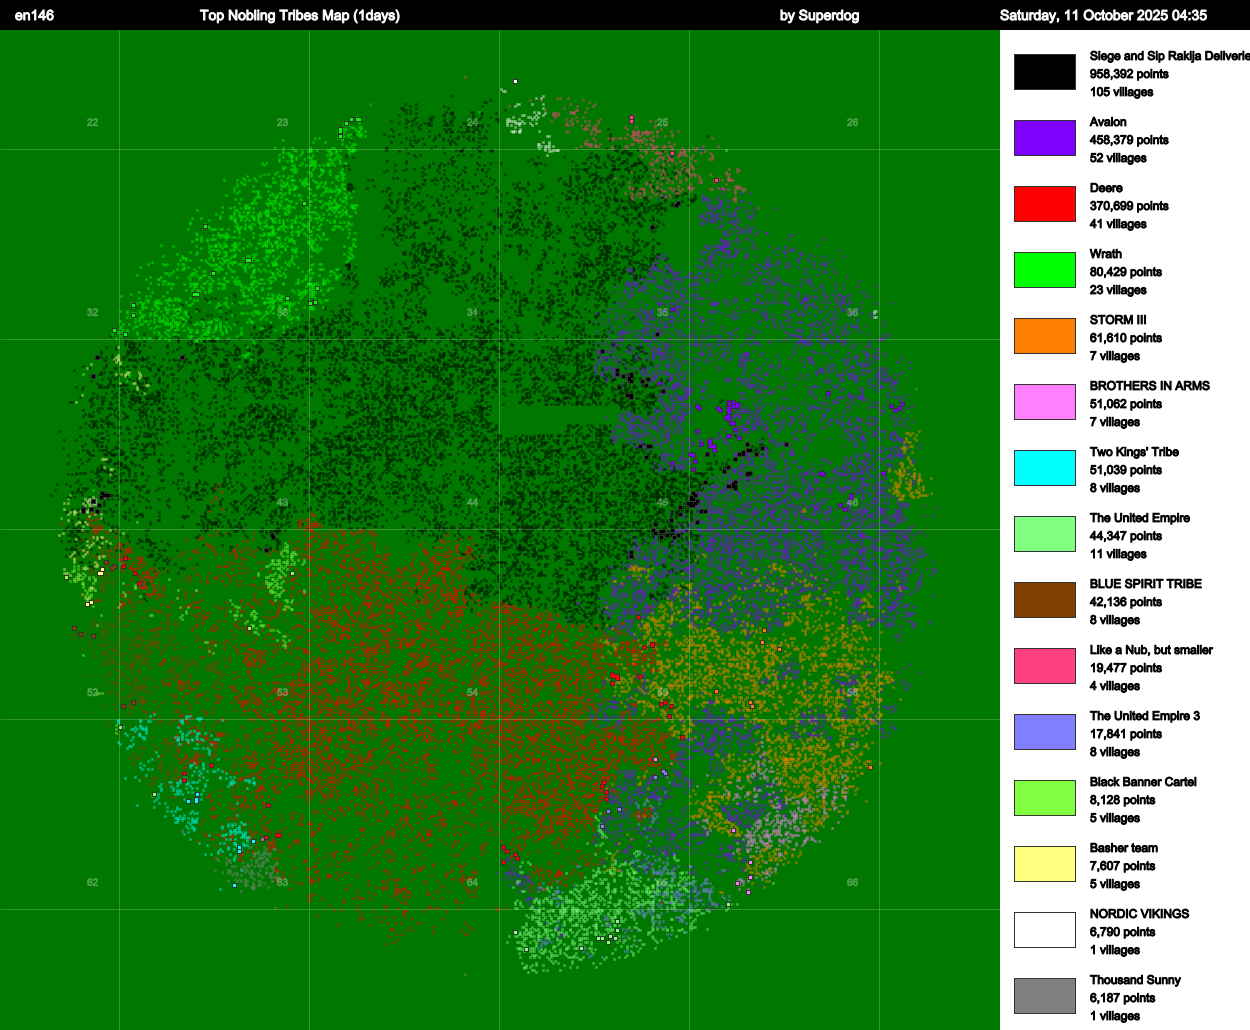 en146 Top Nobling Tribes Map (1days) by Superdog Saturday, 11 October 2025 04:35
Siege and Sip Rakija Deliverie
958,392 points
105 villages
Avalon
458,379 points
52 villages
Deere
370,699 points
41 villages
Wrath
80,429 points
23 villages
STORM III
61,610 points
7 villages
BROTHERS IN ARMS
51,062 points
7 villages
Two Kings' Tribe
51,039 points
8 villages
The United Empire
44,347 points
11 villages
BLUE SPIRIT TRIBE
42,136 points
8 villages
Like a Nub, but smaller
19,477 points
4 villages
The United Empire 3
17,841 points
8 villages
Black Banner Cartel
8,128 points
5 villages
Basher team
7,607 points
5 villages
NORDIC VIKINGS
6,790 points
1 villages
Thousand Sunny
6,187 points
1 villages
22 23 24 25 26
32 33 34 35 36
43 44 45 46
52 53 54 55 56
62 63 64 65 66